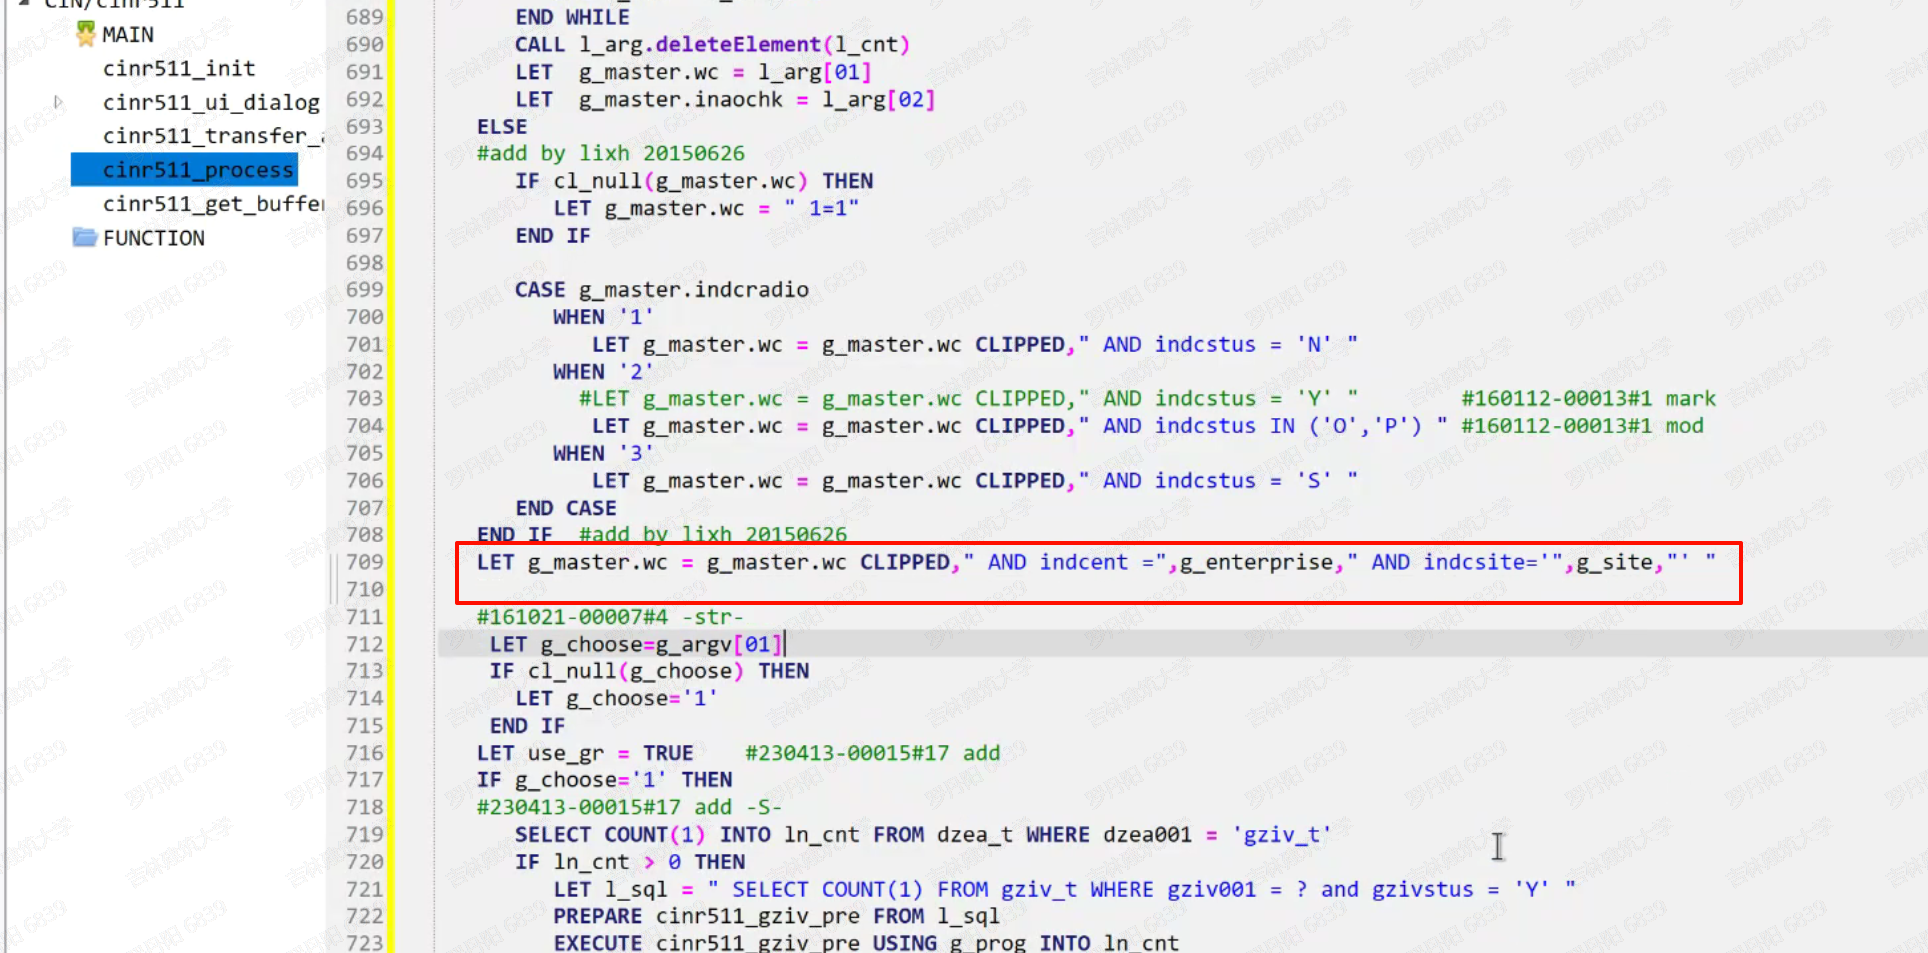 CIN/cinr511
MAIN
cinr511_init
cinr511_ui_dialog
cinr511_transfer_
cinr511_process
cinr511_get_buffer
FUNCTION
689 END WHILE
690 CALL l_arg.deleteElement(l_cnt)
691 LET  g_master.wc = l_arg[01]
692 LET  g_master.inaochk = l_arg[02]
693 ELSE
694 #add by lixh 20150626
695 IF cl_null(g_master.wc) THEN
696 LET g_master.wc = " 1=1"
697 END IF
698
699 CASE g_master.indcradio
700 WHEN '1'
701 LET g_master.wc = g_master.wc CLIPPED," AND indcstus = 'N' "
702 WHEN '2'
703 #LET g_master.wc = g_master.wc CLIPPED," AND indcstus = 'Y' "        #160112-00013#1 mark
704 LET g_master.wc = g_master.wc CLIPPED," AND indcstus IN ('O','P') " #160112-00013#1 mod
705 WHEN '3'
706 LET g_master.wc = g_master.wc CLIPPED," AND indcstus = 'S' "
707 END CASE
708 END IF  #add by lixh 20150626
709 LET g_master.wc = g_master.wc CLIPPED," AND indcent =",g_enterprise," AND indcsite='",g_site,"' "
710
711 #161021-00007#4 -str-
712 LET g_choose=g_argv[01]
713 IF cl_null(g_choose) THEN
714 LET g_choose='1'
715 END IF
716 LET use_gr = TRUE    #230413-00015#17 add
717 IF g_choose='1' THEN
718 #230413-00015#17 add -S-
719 SELECT COUNT(1) INTO ln_cnt FROM dzea_t WHERE dzea001 = 'gziv_t'
720 IF ln_cnt > 0 THEN
721 LET l_sql = " SELECT COUNT(1) FROM gziv_t WHERE gziv001 = ? and gzivstus = 'Y' "
722 PREPARE cinr511_gziv_pre FROM l_sql
723 EXECUTE cinr511_gziv_pre USING g_prog INTO ln_cnt